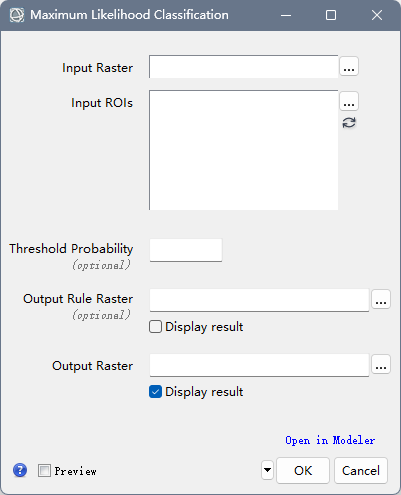 Maximum Likelihood Classification
Input Raster
...
Input ROIs
...
Threshold Probability
(optional)
Output Rule Raster
...
(optional)
Display result
Output Raster
...
Display result
Open in Modeler
? Preview
OK Cancel